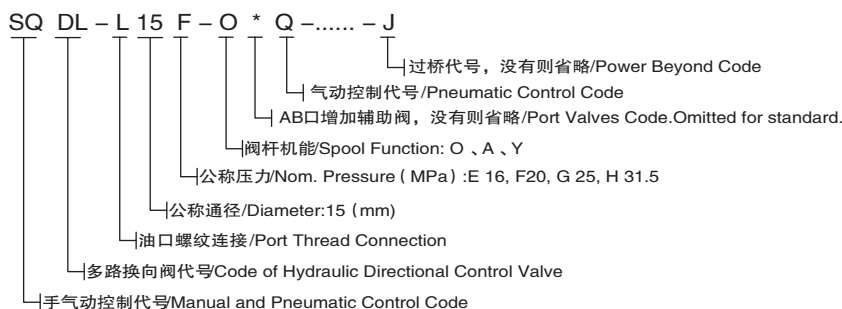 SQ DL - L 15 F - O * Q -...... - J
过桥代号，没有则省略/Power Beyond Code
气动控制代号/Pneumatic Control Code
AB口增加辅助阀，没有则省略/Port Valves Code.Omitted for standard.
阀杆机能/Spool Function: O 、A 、Y
公称压力/Nom. Pressure（MPa）:E 16, F20, G 25, H 31.5
公称通径/Diameter:15（mm)
油口螺纹连接/Port Thread Connection
多路换向阀代号/Code of Hydraulic Directional Control Valve
手气动控制代号/Manual and Pneumatic Control Code